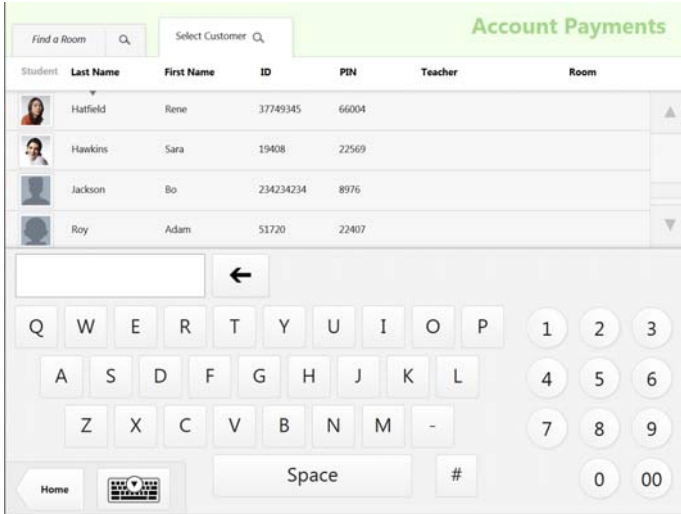 Account Payments
Find a Room Select Customer
Student Last Name First Name ID PIN Teacher Room
Hatfield Rene 37749345 66004
Hawkins Sara 19408 22569
Jackson Bo 234234234 8976
Roy Adam 51720 22407
Q W E R T Y U I O P 1 2 3
A S D F G H J K L 4 5 6
Z X C V B N M - 7 8 9
Home Space # 0 00